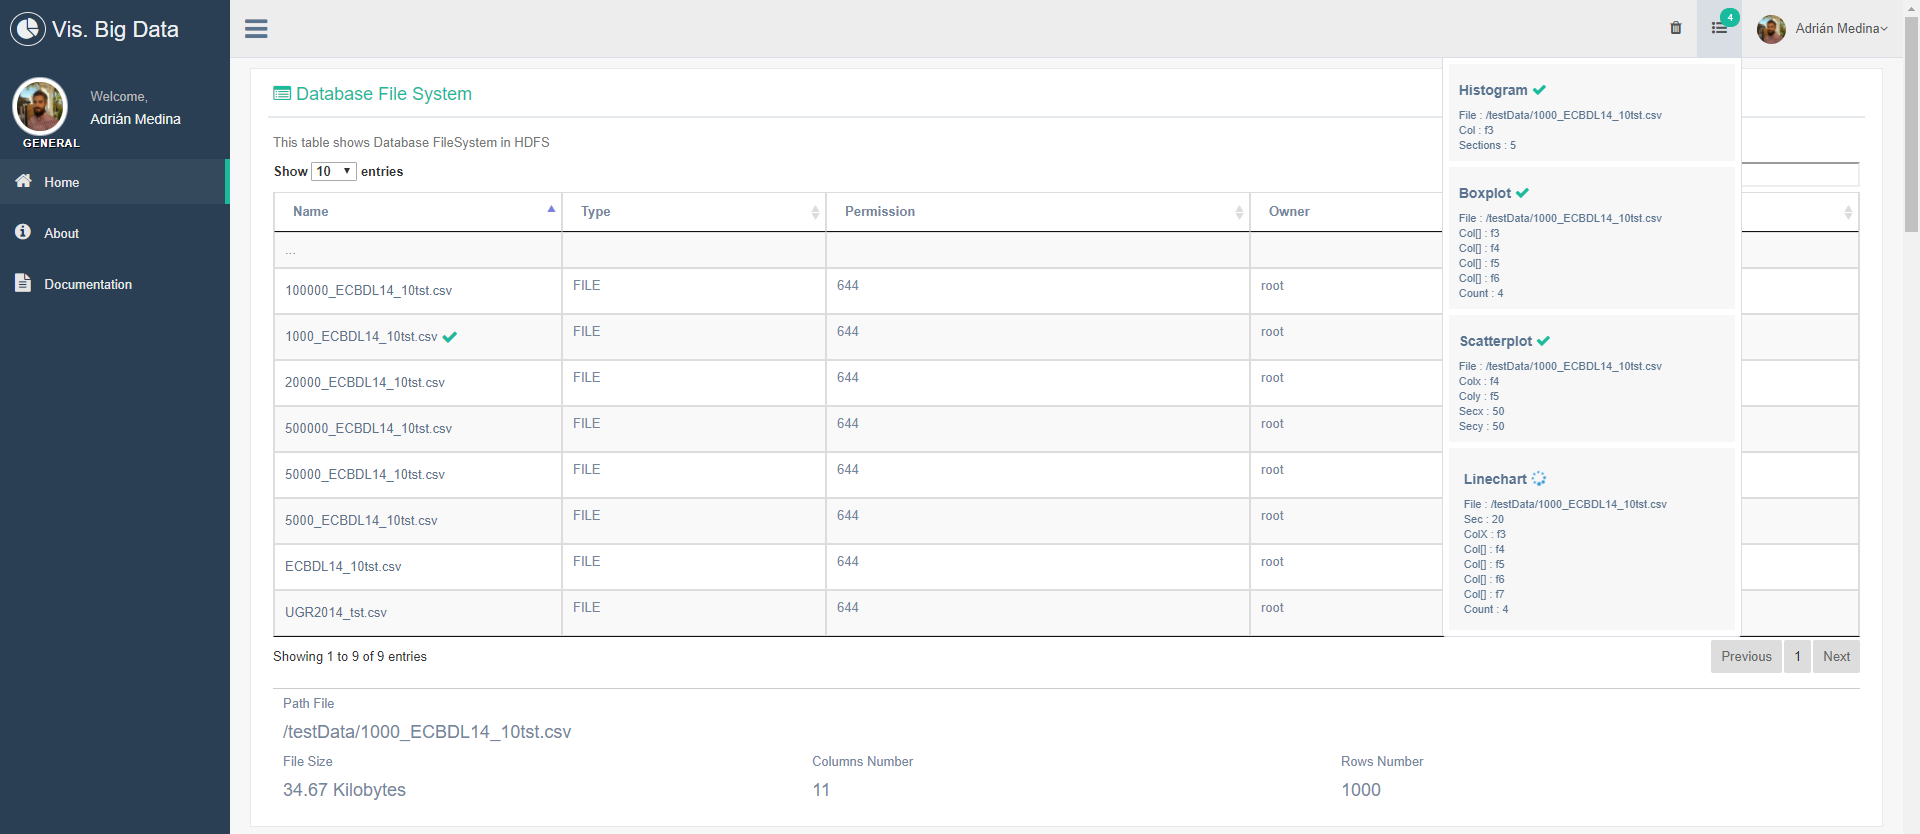 Vis. Big Data
4
Adrián Medina
Welcome,
Adrián Medina
GENERAL
Home
About
Documentation
Database File System
This table shows Database FileSystem in HDFS
Show 10 entries
Name Type Permission Owner
...
100000_ECBDL14_10tst.csv FILE 644 root
1000_ECBDL14_10tst.csv FILE 644 root
20000_ECBDL14_10tst.csv FILE 644 root
500000_ECBDL14_10tst.csv FILE 644 root
50000_ECBDL14_10tst.csv FILE 644 root
5000_ECBDL14_10tst.csv FILE 644 root
ECBDL14_10tst.csv FILE 644 root
UGR2014_tst.csv FILE 644 root
Showing 1 to 9 of 9 entries
Previous 1 Next
Histogram
File : /testData/1000_ECBDL14_10tst.csv
Col : f3
Sections : 5
Boxplot
File : /testData/1000_ECBDL14_10tst.csv
Col[] : f3
Col[] : f4
Col[] : f5
Col[] : f6
Count : 4
Scatterplot
File : /testData/1000_ECBDL14_10tst.csv
Colx : f4
Coly : f5
Secx : 50
Secy : 50
Linechart
File : /testData/1000_ECBDL14_10tst.csv
Sec : 20
ColX : f3
Col[] : f4
Col[] : f5
Col[] : f6
Col[] : f7
Count : 4
Path File
/testData/1000_ECBDL14_10tst.csv
File Size Columns Number Rows Number
34.67 Kilobytes 11 1000